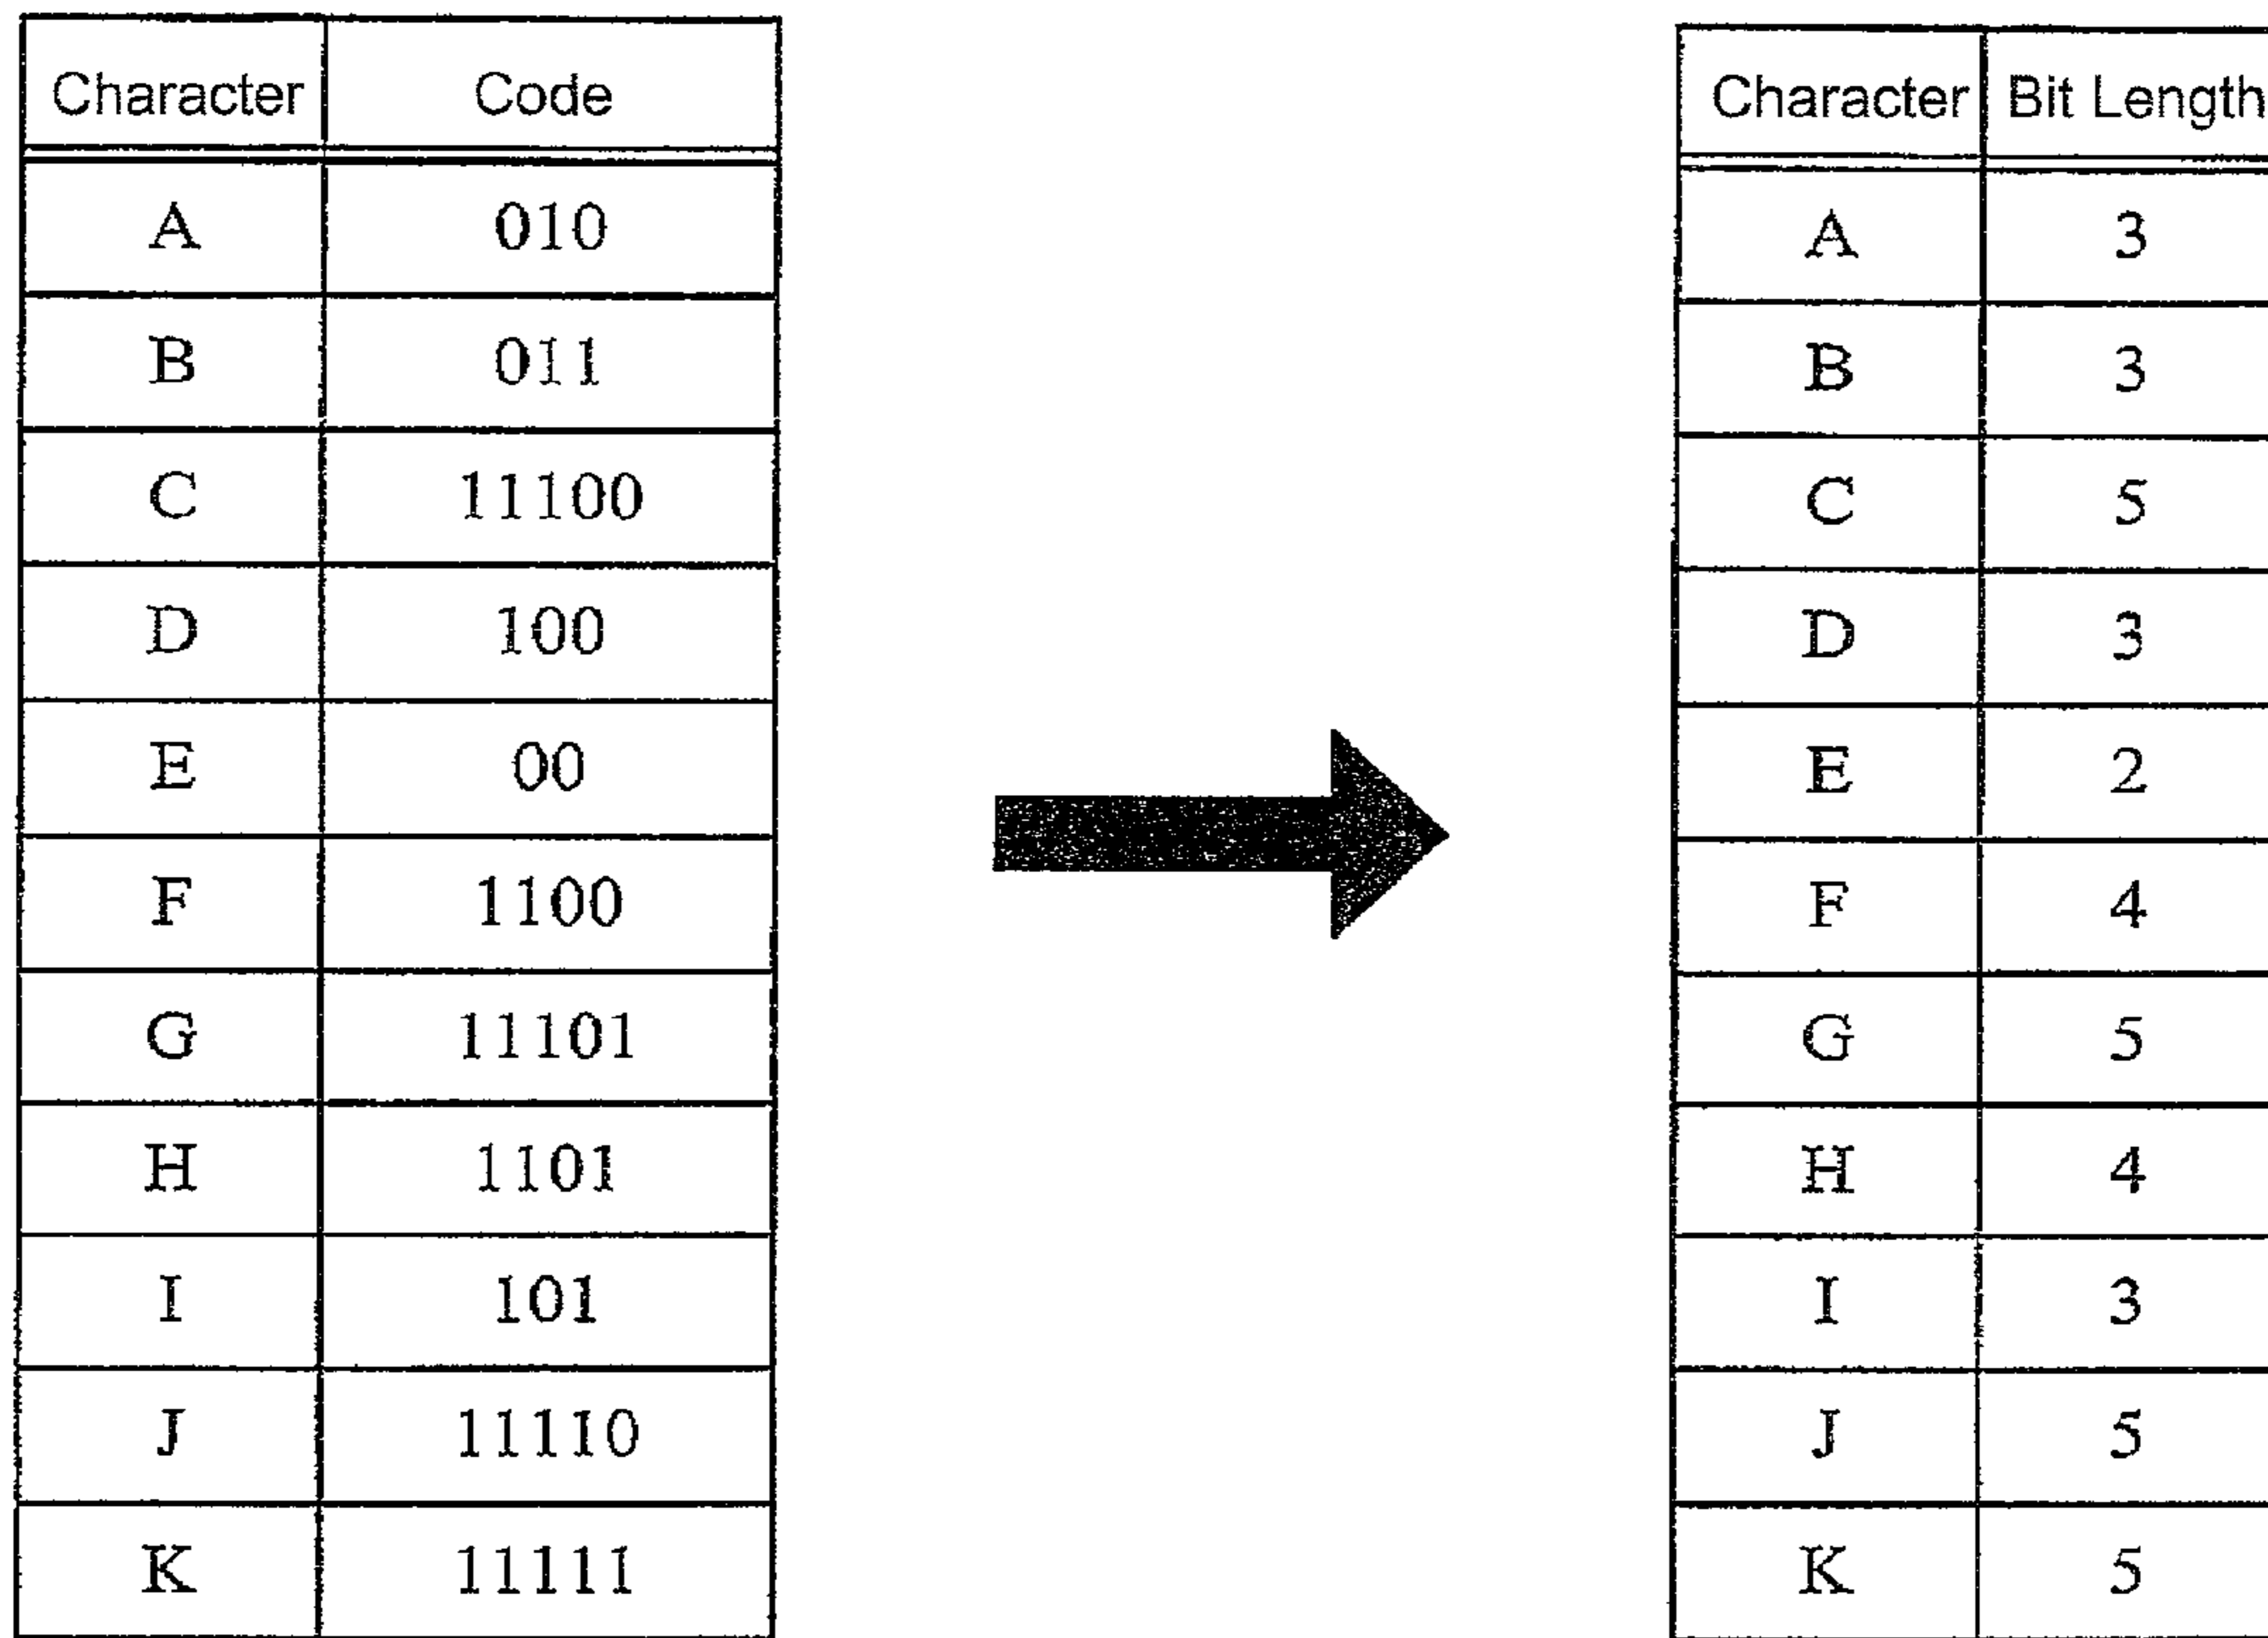 Character Code
A 010
B 011
C 11100
D 100
E 00
F 1100
G 11101
H 1101
I 101
J 11110
K 11111
Character Bit Length
A 3
B 3
C 5
D 3
E 2
F 4
G 5
H 4
I 3
J 5
K 5